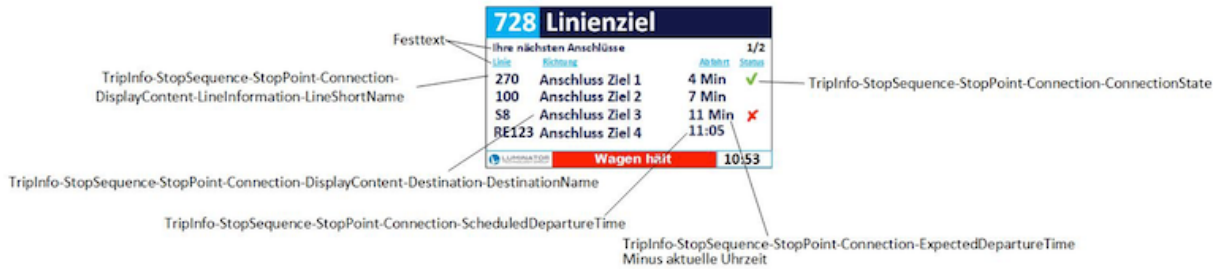 728 Linienziel
Festtext
Ihre nächsten Anschlüsse 1/2
Linie Richtung Abfahrt Status
270 Anschluss Ziel 1 4 Min
100 Anschluss Ziel 2 7 Min
S8 Anschluss Ziel 3 11 Min
RE123 Anschluss Ziel 4 11:05
LUMINATOR
Wagen hält 10:53
TripInfo-StopSequence-StopPoint-Connection-
DisplayContent-LineInformation-LineShortName
TripInfo-StopSequence-StopPoint-Connection-ConnectionState
TripInfo-StopSequence-StopPoint-Connection-DisplayContent-Destination-DestinationName
TripInfo-StopSequence-StopPoint-Connection-ScheduledDepartureTime
TripInfo-StopSequence-StopPoint-Connection-ExpectedDepartureTime
Minus aktuelle Uhrzeit